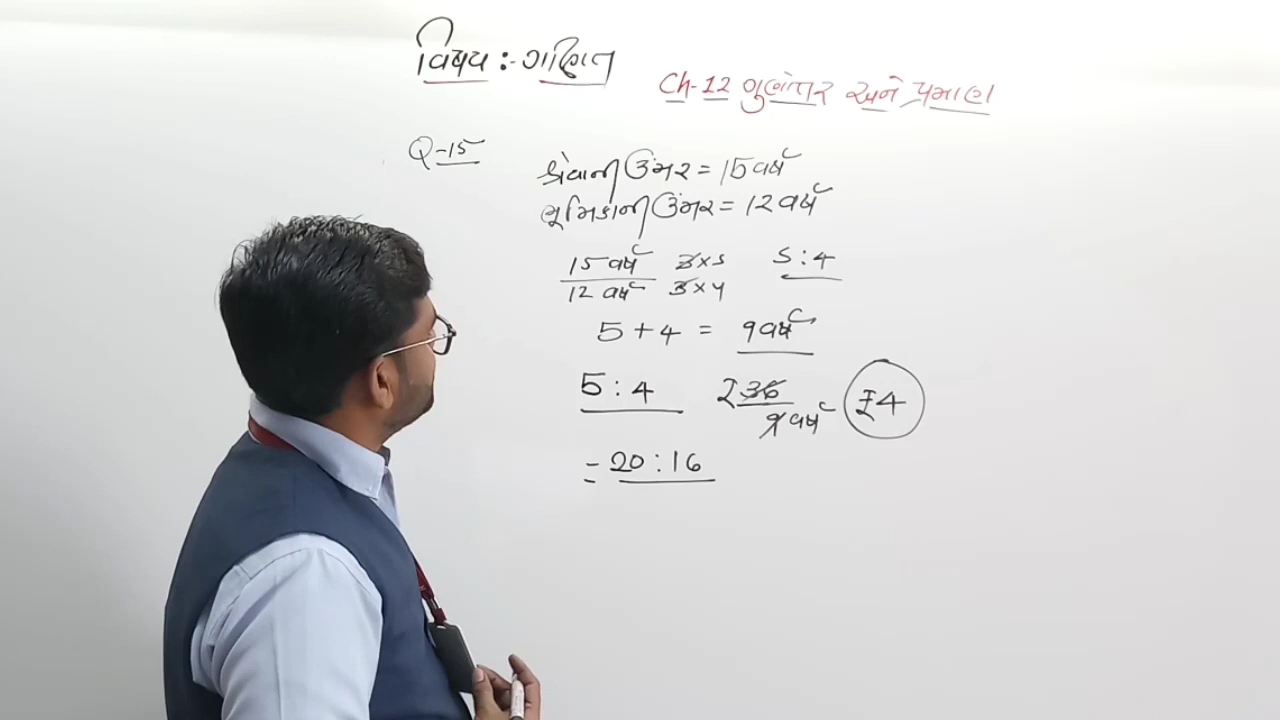 વિષય :- ગણિત
Ch-12 ગુણોત્તર અને પ્રમાણ
Q-15
શ્રેયાની ઉંમર = 15 વર્ષ
ભૂમિકાની ઉંમર = 12 વર્ષ
15 વર્ષ 3×5 5:4
12 વર્ષ 3×4
5 + 4 = 9 વર્ષ
5:4 ₹ 36 ₹4
9 વર્ષ
= 20:16